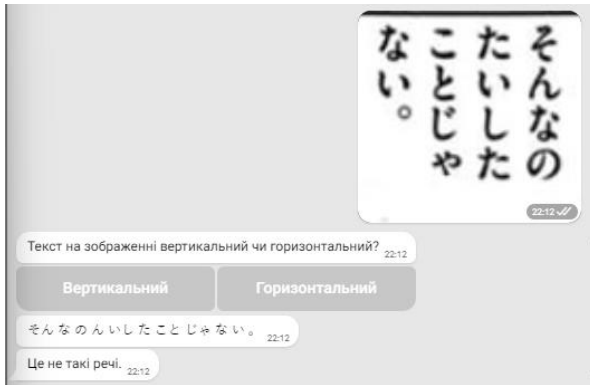 そんなの
たいした
ことじゃ
ない。
22:12
Текст на зображенні вертикальний чи горизонтальний? 22:12
Вертикальний
Горизонтальний
そんなのんいしたことじゃない。 22:12
Це не такі речі. 22:12